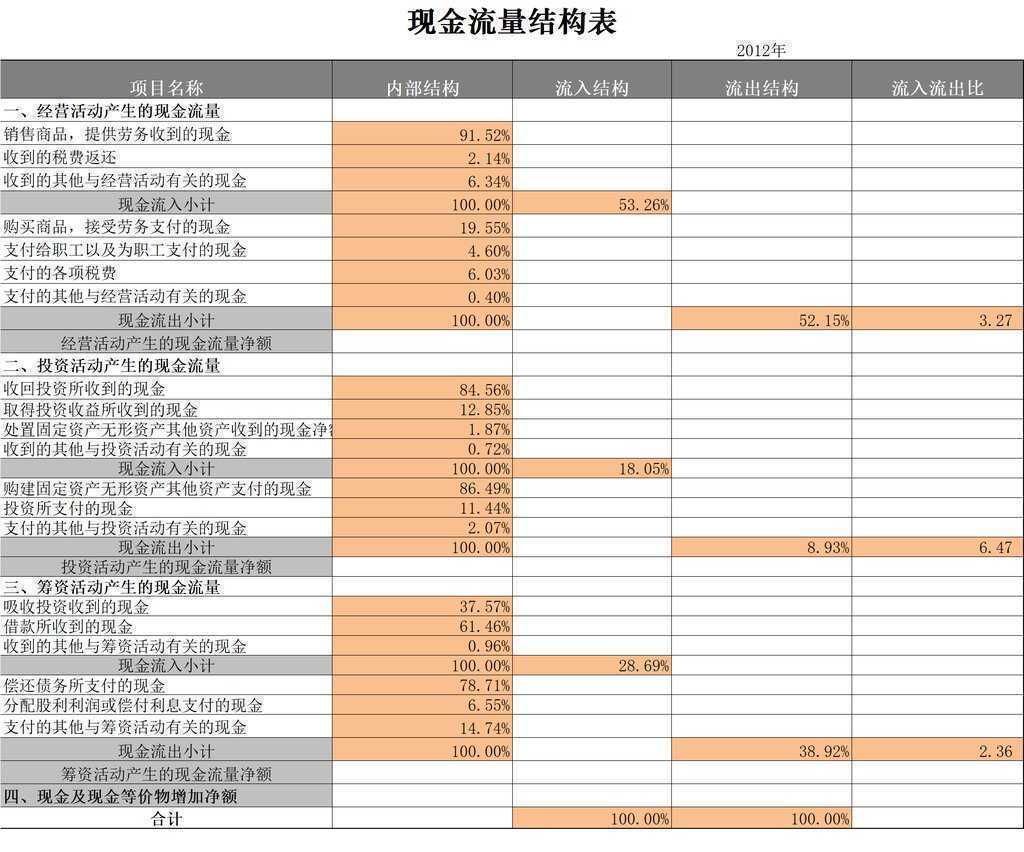 现金流量结构表
2012年
项目名称 内部结构 流入结构 流出结构 流入流出比
一、经营活动产生的现金流量
销售商品，提供劳务收到的现金 91.52%
收到的税费返还 2.14%
收到的其他与经营活动有关的现金 6.34%
现金流入小计 100.00% 53.26%
购买商品，接受劳务支付的现金 19.55%
支付给职工以及为职工支付的现金 4.60%
支付的各项税费 6.03%
支付的其他与经营活动有关的现金 0.40%
现金流出小计 100.00% 52.15% 3.27
经营活动产生的现金流量净额
二、投资活动产生的现金流量
收回投资所收到的现金 84.56%
取得投资收益所收到的现金 12.85%
处置固定资产无形资产其他资产收到的现金净 1.87%
收到的其他与投资活动有关的现金 0.72%
现金流入小计 100.00% 18.05%
购建固定资产无形资产其他资产支付的现金 86.49%
投资所支付的现金 11.44%
支付的其他与投资活动有关的现金 2.07%
现金流出小计 100.00% 8.93% 6.47
投资活动产生的现金流量净额
三、筹资活动产生的现金流量
吸收投资收到的现金 37.57%
借款所收到的现金 61.46%
收到的其他与筹资活动有关的现金 0.96%
现金流入小计 100.00% 28.69%
偿还债务所支付的现金 78.71%
分配股利利润或偿付利息支付的现金 6.55%
支付的其他与筹资活动有关的现金 14.74%
现金流出小计 100.00% 38.92% 2.36
筹资活动产生的现金流量净额
四、现金及现金等价物增加净额
合计 100.00% 100.00%